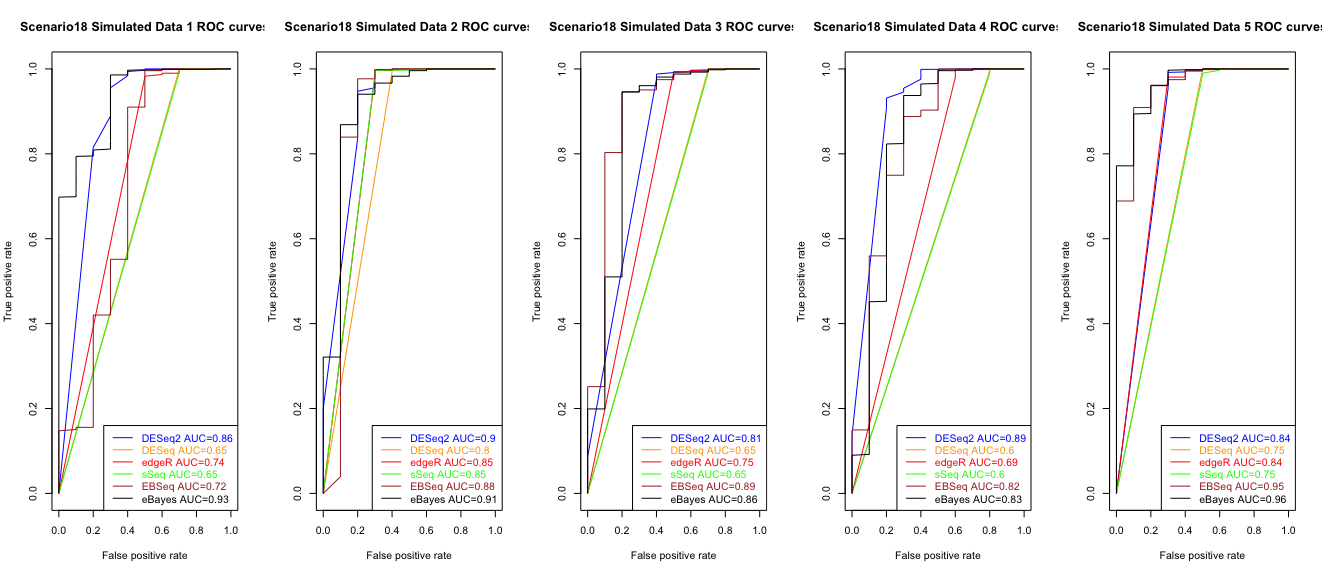 Scenario18 Simulated Data 1 ROC curves
True positive rate
1.0
0.8
0.6
0.4
0.2
0.0
DESeq2 AUC=0.86
DESeq AUC=0.65
edgeR AUC=0.74
sSeq AUC=0.65
EBSeq AUC=0.72
eBayes AUC=0.93
0.0 0.2 0.4 0.6 0.8 1.0
False positive rate
Scenario18 Simulated Data 2 ROC curves
True positive rate
1.0
0.8
0.6
0.4
0.2
0.0
DESeq2 AUC=0.9
DESeq AUC=0.8
edgeR AUC=0.85
sSeq AUC=0.85
EBSeq AUC=0.88
eBayes AUC=0.91
0.0 0.2 0.4 0.6 0.8 1.0
False positive rate
Scenario18 Simulated Data 3 ROC curves
True positive rate
1.0
0.8
0.6
0.4
0.2
0.0
DESeq2 AUC=0.81
DESeq AUC=0.65
edgeR AUC=0.75
sSeq AUC=0.65
EBSeq AUC=0.89
eBayes AUC=0.86
0.0 0.2 0.4 0.6 0.8 1.0
False positive rate
Scenario18 Simulated Data 4 ROC curves
True positive rate
1.0
0.8
0.6
0.4
0.2
0.0
DESeq2 AUC=0.89
DESeq AUC=0.6
edgeR AUC=0.69
sSeq AUC=0.6
EBSeq AUC=0.82
eBayes AUC=0.83
0.0 0.2 0.4 0.6 0.8 1.0
False positive rate
Scenario18 Simulated Data 5 ROC curves
True positive rate
1.0
0.8
0.6
0.4
0.2
0.0
DESeq2 AUC=0.84
DESeq AUC=0.75
edgeR AUC=0.84
sSeq AUC=0.75
EBSeq AUC=0.95
eBayes AUC=0.96
0.0 0.2 0.4 0.6 0.8 1.0
False positive rate